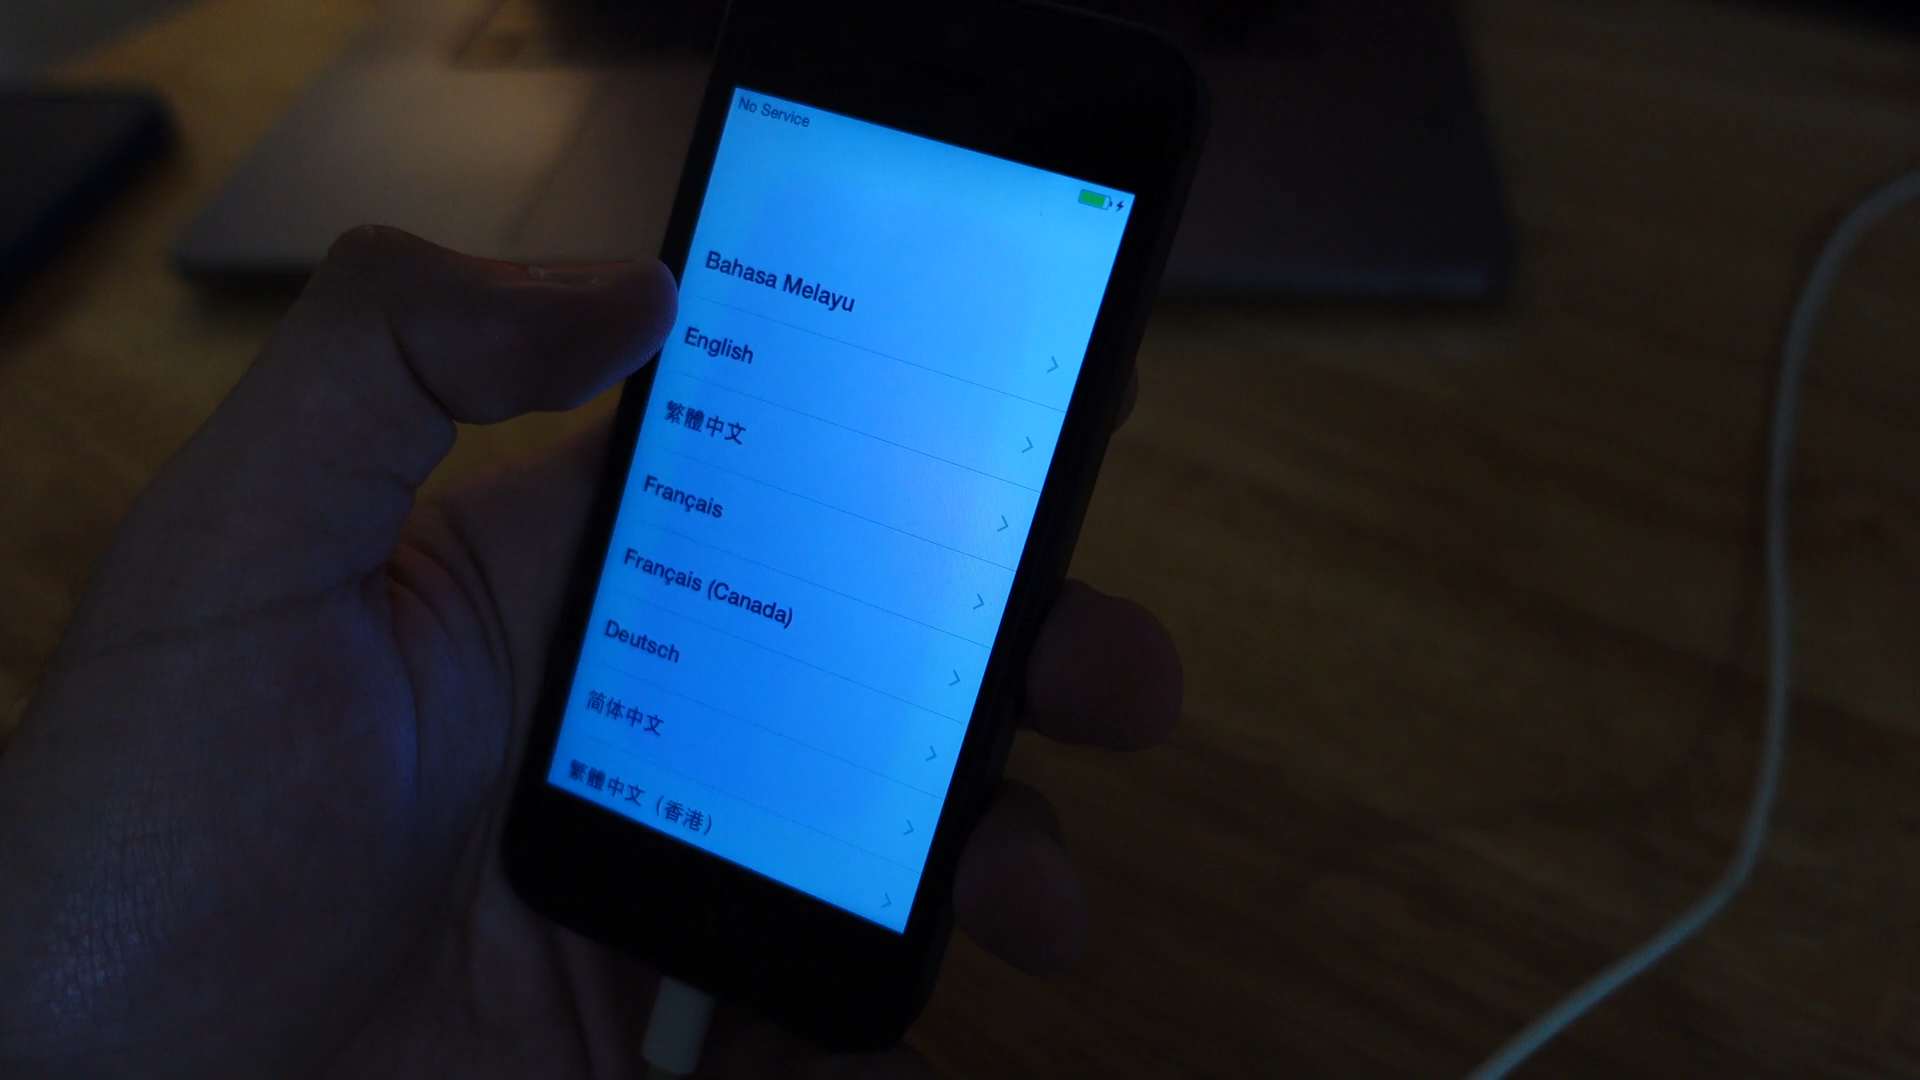 No Service
Bahasa Melayu
English
繁體中文
Français
Français (Canada)
Deutsch
简体中文
繁體中文（香港）